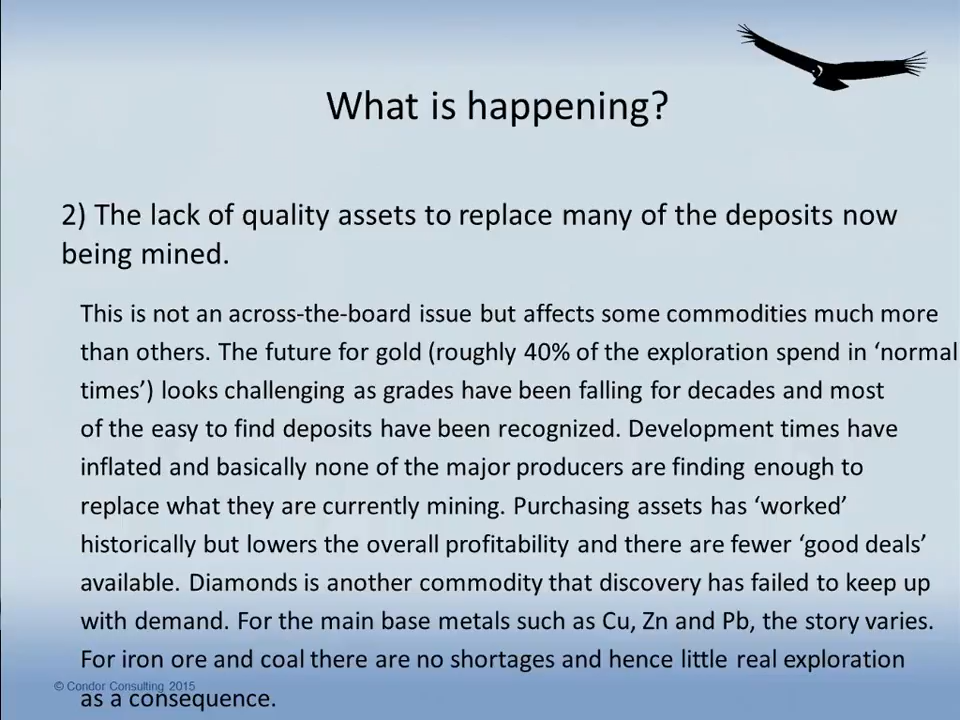 What is happening?
2) The lack of quality assets to replace many of the deposits now
being mined.
This is not an across-the-board issue but affects some commodities much more
than others. The future for gold (roughly 40% of the exploration spend in ‘normal
times’) looks challenging as grades have been falling for decades and most
of the easy to find deposits have been recognized. Development times have
inflated and basically none of the major producers are finding enough to
replace what they are currently mining. Purchasing assets has ‘worked’
historically but lowers the overall profitability and there are fewer ‘good deals’
available. Diamonds is another commodity that discovery has failed to keep up
with demand. For the main base metals such as Cu, Zn and Pb, the story varies.
For iron ore and coal there are no shortages and hence little real exploration
© Condor Consulting 2015
as a consequence.